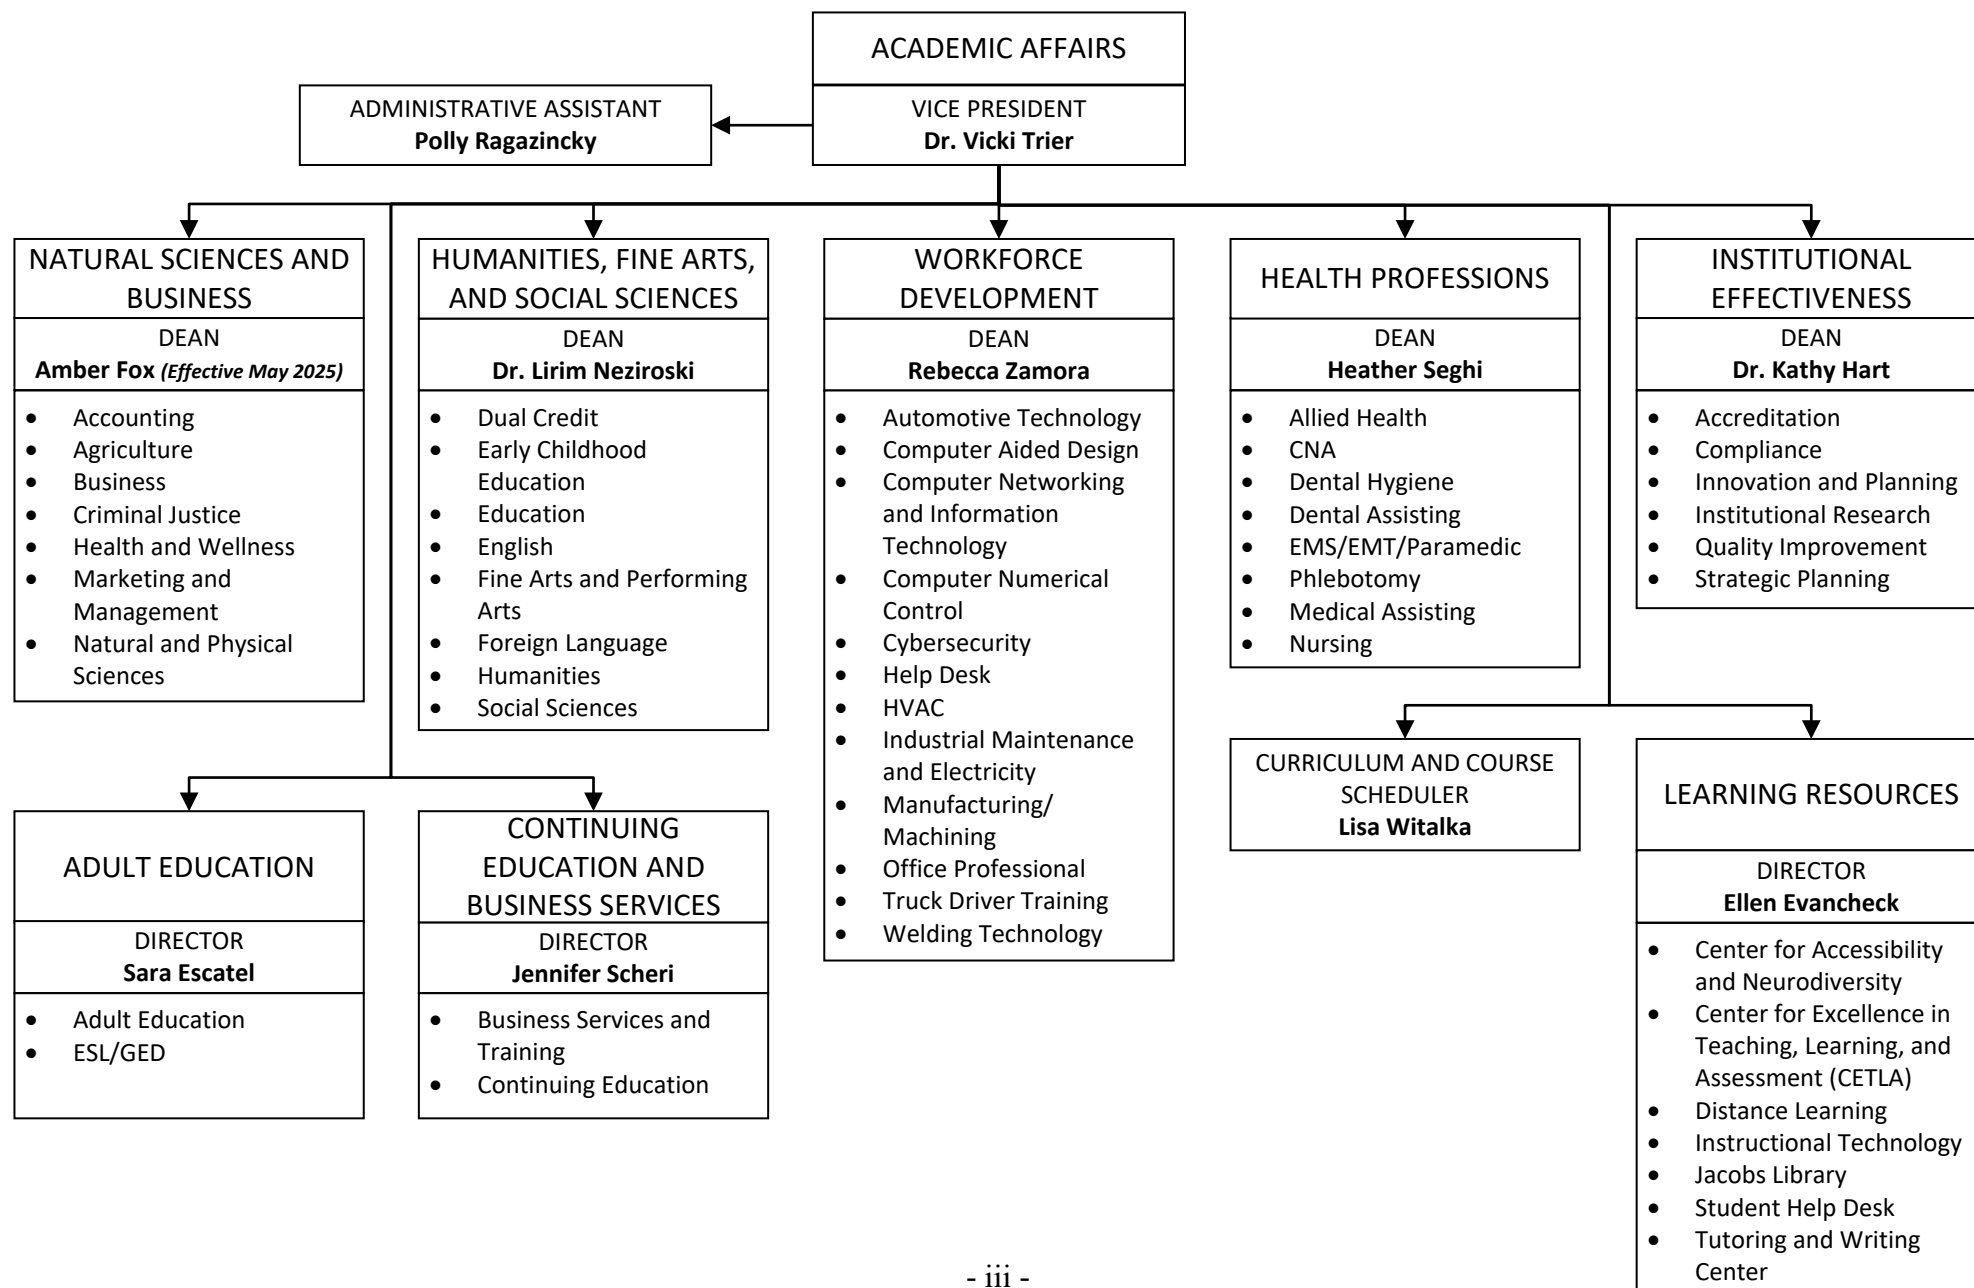 ACADEMIC AFFAIRS
VICE PRESIDENT
Dr. Vicki Trier
ADMINISTRATIVE ASSISTANT
Polly Ragazincky
NATURAL SCIENCES AND
BUSINESS
DEAN
Amber Fox (Effective May 2025)
• Accounting
• Agriculture
• Business
• Criminal Justice
• Health and Wellness
• Marketing and
Management
• Natural and Physical
Sciences
HUMANITIES, FINE ARTS,
AND SOCIAL SCIENCES
DEAN
Dr. Lirim Neziroski
• Dual Credit
• Early Childhood
Education
• Education
• English
• Fine Arts and Performing
Arts
• Foreign Language
• Humanities
• Social Sciences
WORKFORCE
DEVELOPMENT
DEAN
Rebecca Zamora
• Automotive Technology
• Computer Aided Design
• Computer Networking
and Information
Technology
• Computer Numerical
Control
• Cybersecurity
• Help Desk
• HVAC
• Industrial Maintenance
and Electricity
• Manufacturing/
Machining
• Office Professional
• Truck Driver Training
• Welding Technology
HEALTH PROFESSIONS
DEAN
Heather Seghi
• Allied Health
• CNA
• Dental Hygiene
• Dental Assisting
• EMS/EMT/Paramedic
• Phlebotomy
• Medical Assisting
• Nursing
INSTITUTIONAL
EFFECTIVENESS
DEAN
Dr. Kathy Hart
• Accreditation
• Compliance
• Innovation and Planning
• Institutional Research
• Quality Improvement
• Strategic Planning
ADULT EDUCATION
DIRECTOR
Sara Escatel
• Adult Education
• ESL/GED
CONTINUING
EDUCATION AND
BUSINESS SERVICES
DIRECTOR
Jennifer Scheri
• Business Services and
Training
• Continuing Education
CURRICULUM AND COURSE
SCHEDULER
Lisa Witalka
LEARNING RESOURCES
DIRECTOR
Ellen Evancheck
• Center for Accessibility
and Neurodiversity
• Center for Excellence in
Teaching, Learning, and
Assessment (CETLA)
• Distance Learning
• Instructional Technology
• Jacobs Library
• Student Help Desk
• Tutoring and Writing
Center
- iii -